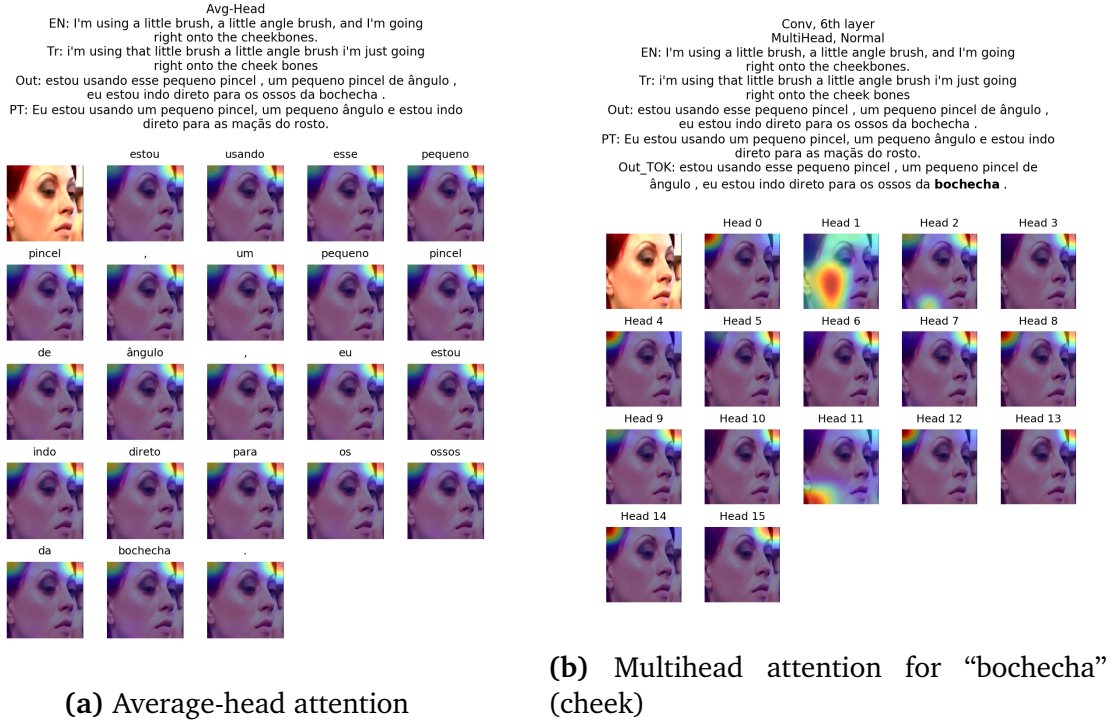 Avg-Head
EN: I'm using a little brush, a little angle brush, and I'm going
right onto the cheekbones.
Tr: i'm using that little brush a little angle brush i'm just going
right onto the cheek bones
Out: estou usando esse pequeno pincel , um pequeno pincel de ângulo ,
eu estou indo direto para os ossos da bochecha .
PT: Eu estou usando um pequeno pincel, um pequeno ângulo e estou indo
direto para as maçãs do rosto.
estou usando esse pequeno
pincel , um pequeno pincel
de ângulo , eu estou
indo direto para os ossos
da bochecha .
(a) Average-head attention
Conv, 6th layer
MultiHead, Normal
EN: I'm using a little brush, a little angle brush, and I'm going
right onto the cheekbones.
Tr: i'm using that little brush a little angle brush i'm just going
right onto the cheek bones
Out: estou usando esse pequeno pincel , um pequeno pincel de ângulo ,
eu estou indo direto para os ossos da bochecha .
PT: Eu estou usando um pequeno pincel, um pequeno ângulo e estou indo
direto para as maçãs do rosto.
Out_TOK: estou usando esse pequeno pincel , um pequeno pincel de
ângulo , eu estou indo direto para os ossos da bochecha .
Head 0 Head 1 Head 2 Head 3
Head 4 Head 5 Head 6 Head 7 Head 8
Head 9 Head 10 Head 11 Head 12 Head 13
Head 14 Head 15
(b) Multihead attention for “bochecha”
(cheek)